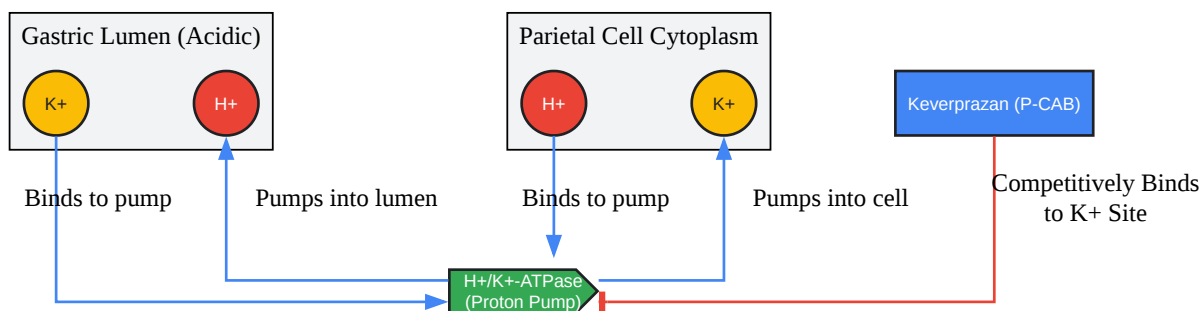 Gastric Lumen (Acidic)
K+
H+
Parietal Cell Cytoplasm
H+
K+
Keverprazan (P-CAB)
Binds to pump
Pumps into lumen
Binds to pump
Pumps into cell
Competitively Binds
to K+ Site
H+/K+-ATPase
(Proton Pump)